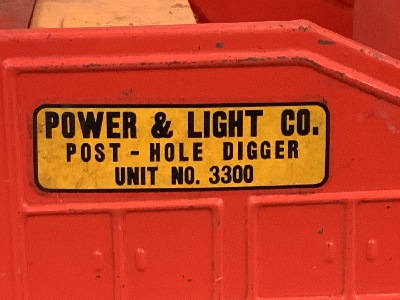 POWER & LIGHT CO.
POST-HOLE DIGGER
UNIT NO. 3300